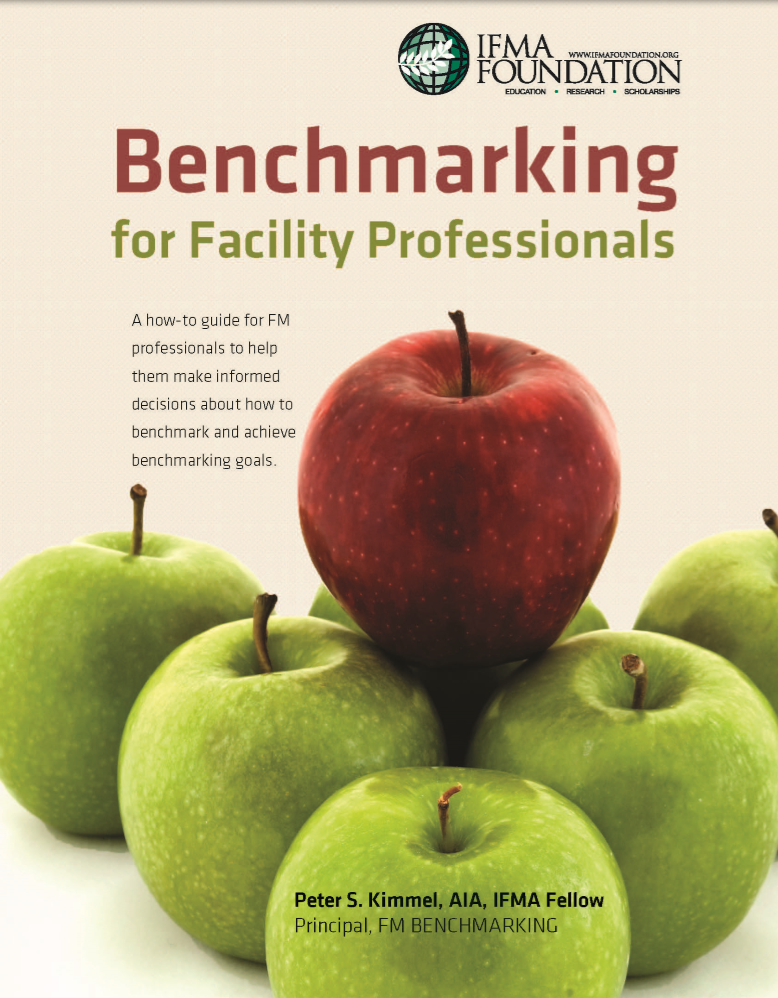 IFMA
WWW.IFMAFOUNDATION.ORG
FOUNDATION
EDUCATION • RESEARCH • SCHOLARSHIPS
Benchmarking
for Facility Professionals
A how-to guide for FM
professionals to help
them make informed
decisions about how to
benchmark and achieve
benchmarking goals.
Peter S. Kimmel, AIA, IFMA Fellow
Principal, FM BENCHMARKING